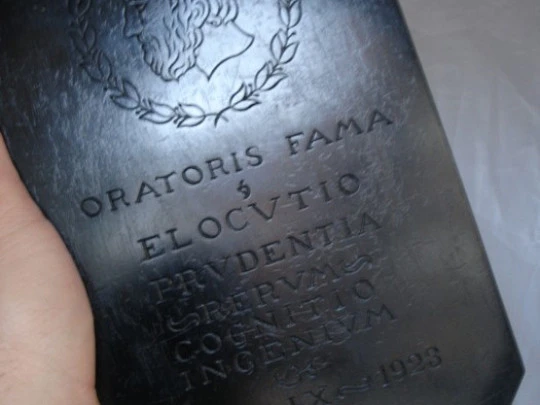 ORATORIS FAMA
ELOCVTIO
PRVDENTIA
RERVM
COGNITIO
INGENIVM
IX 1923